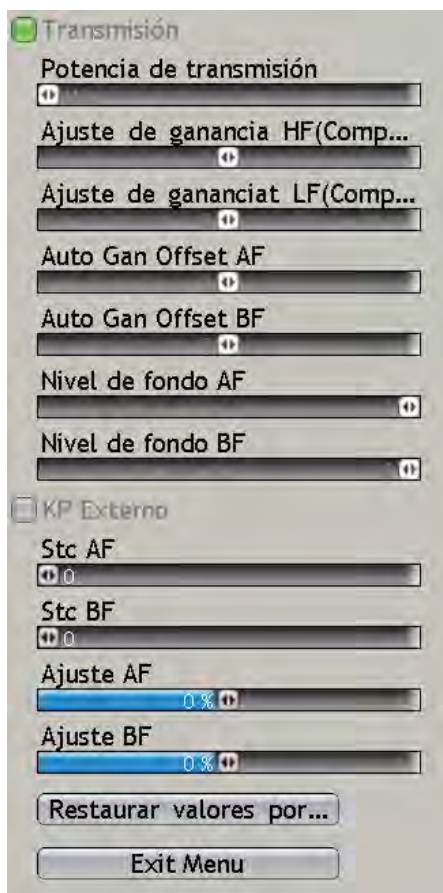 Transmisión
Potencia de transmisión
Ajuste de ganancia HF(Comp...
Ajuste de gananciat LF(Comp...
Auto Gan Offset AF
Auto Gan Offset BF
Nivel de fondo AF
Nivel de fondo BF
KP Externo
Stc AF
0
Stc BF
0
Ajuste AF
0 %
Ajuste BF
0 %
Restaurar valores por...
Exit Menu